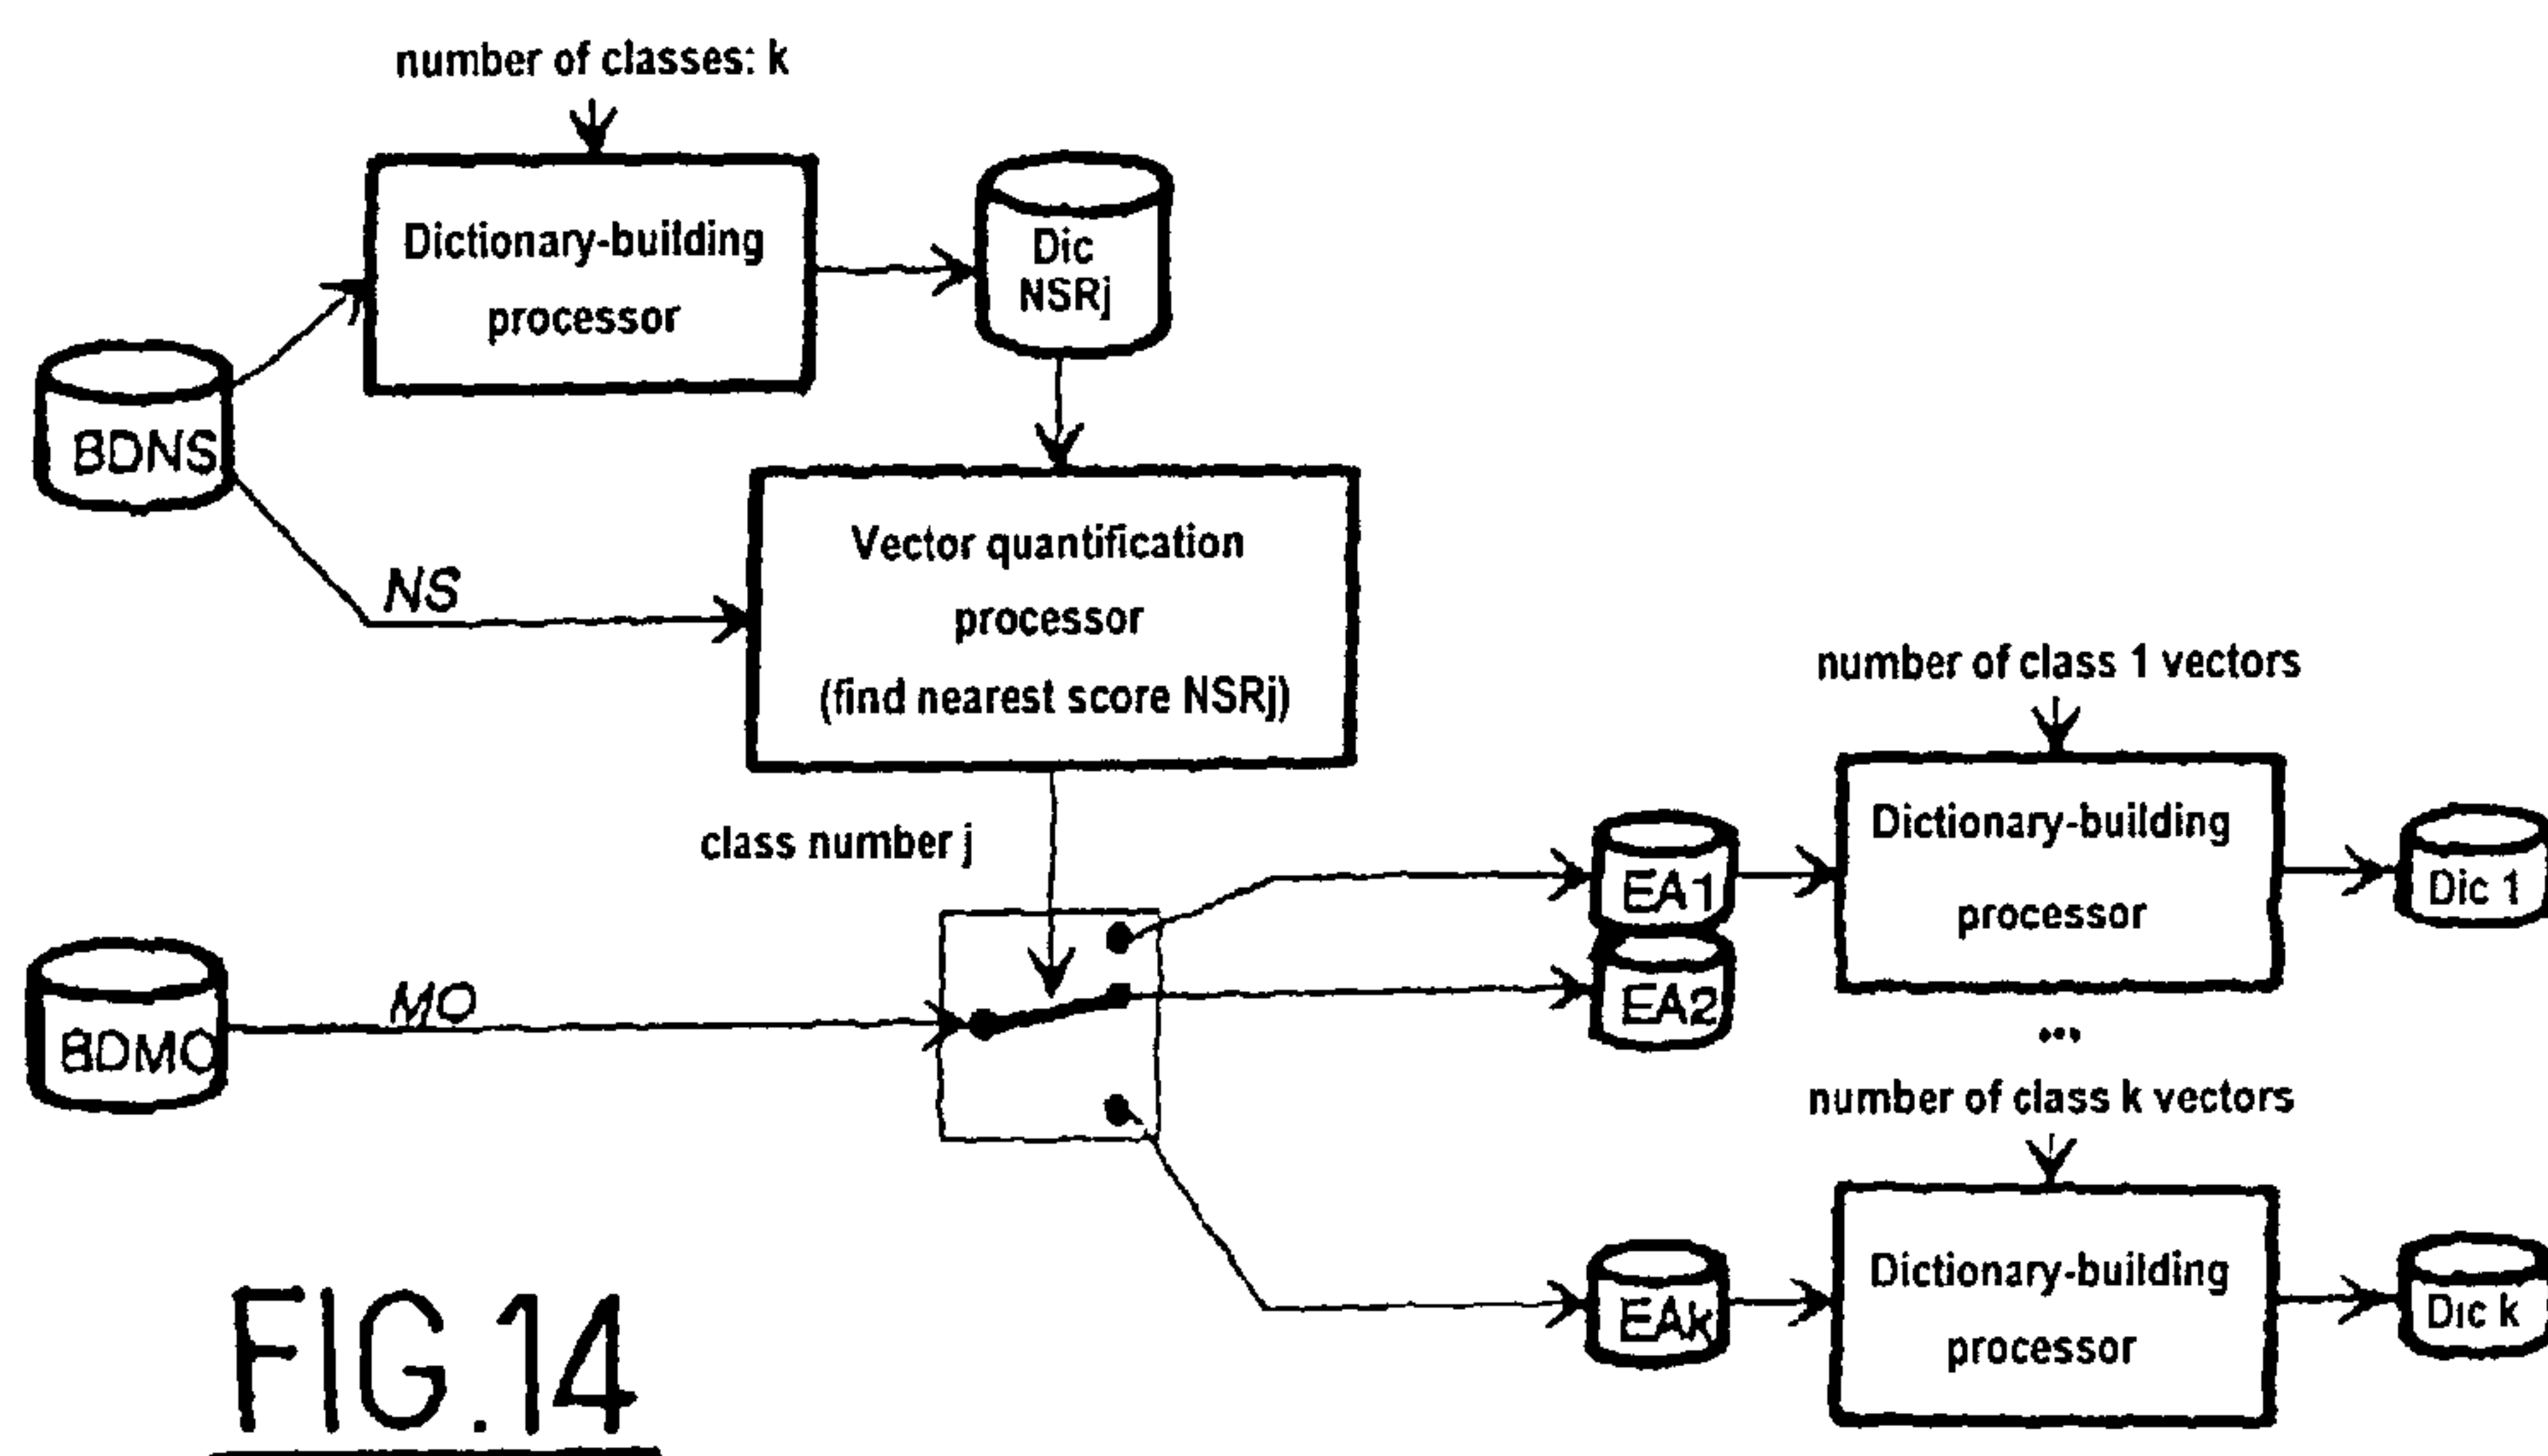 number of classes: k
Dictionary-building
processor
Dic
NSRj
BDNS
NS
Vector quantification
processor
(find nearest score NSRj)
class number j
number of class 1 vectors
Dictionary-building
processor
EA1
Dic 1
EA2
...
BDMO
MO
number of class k vectors
Dictionary-building
processor
EAk
Dic k
FIG.14